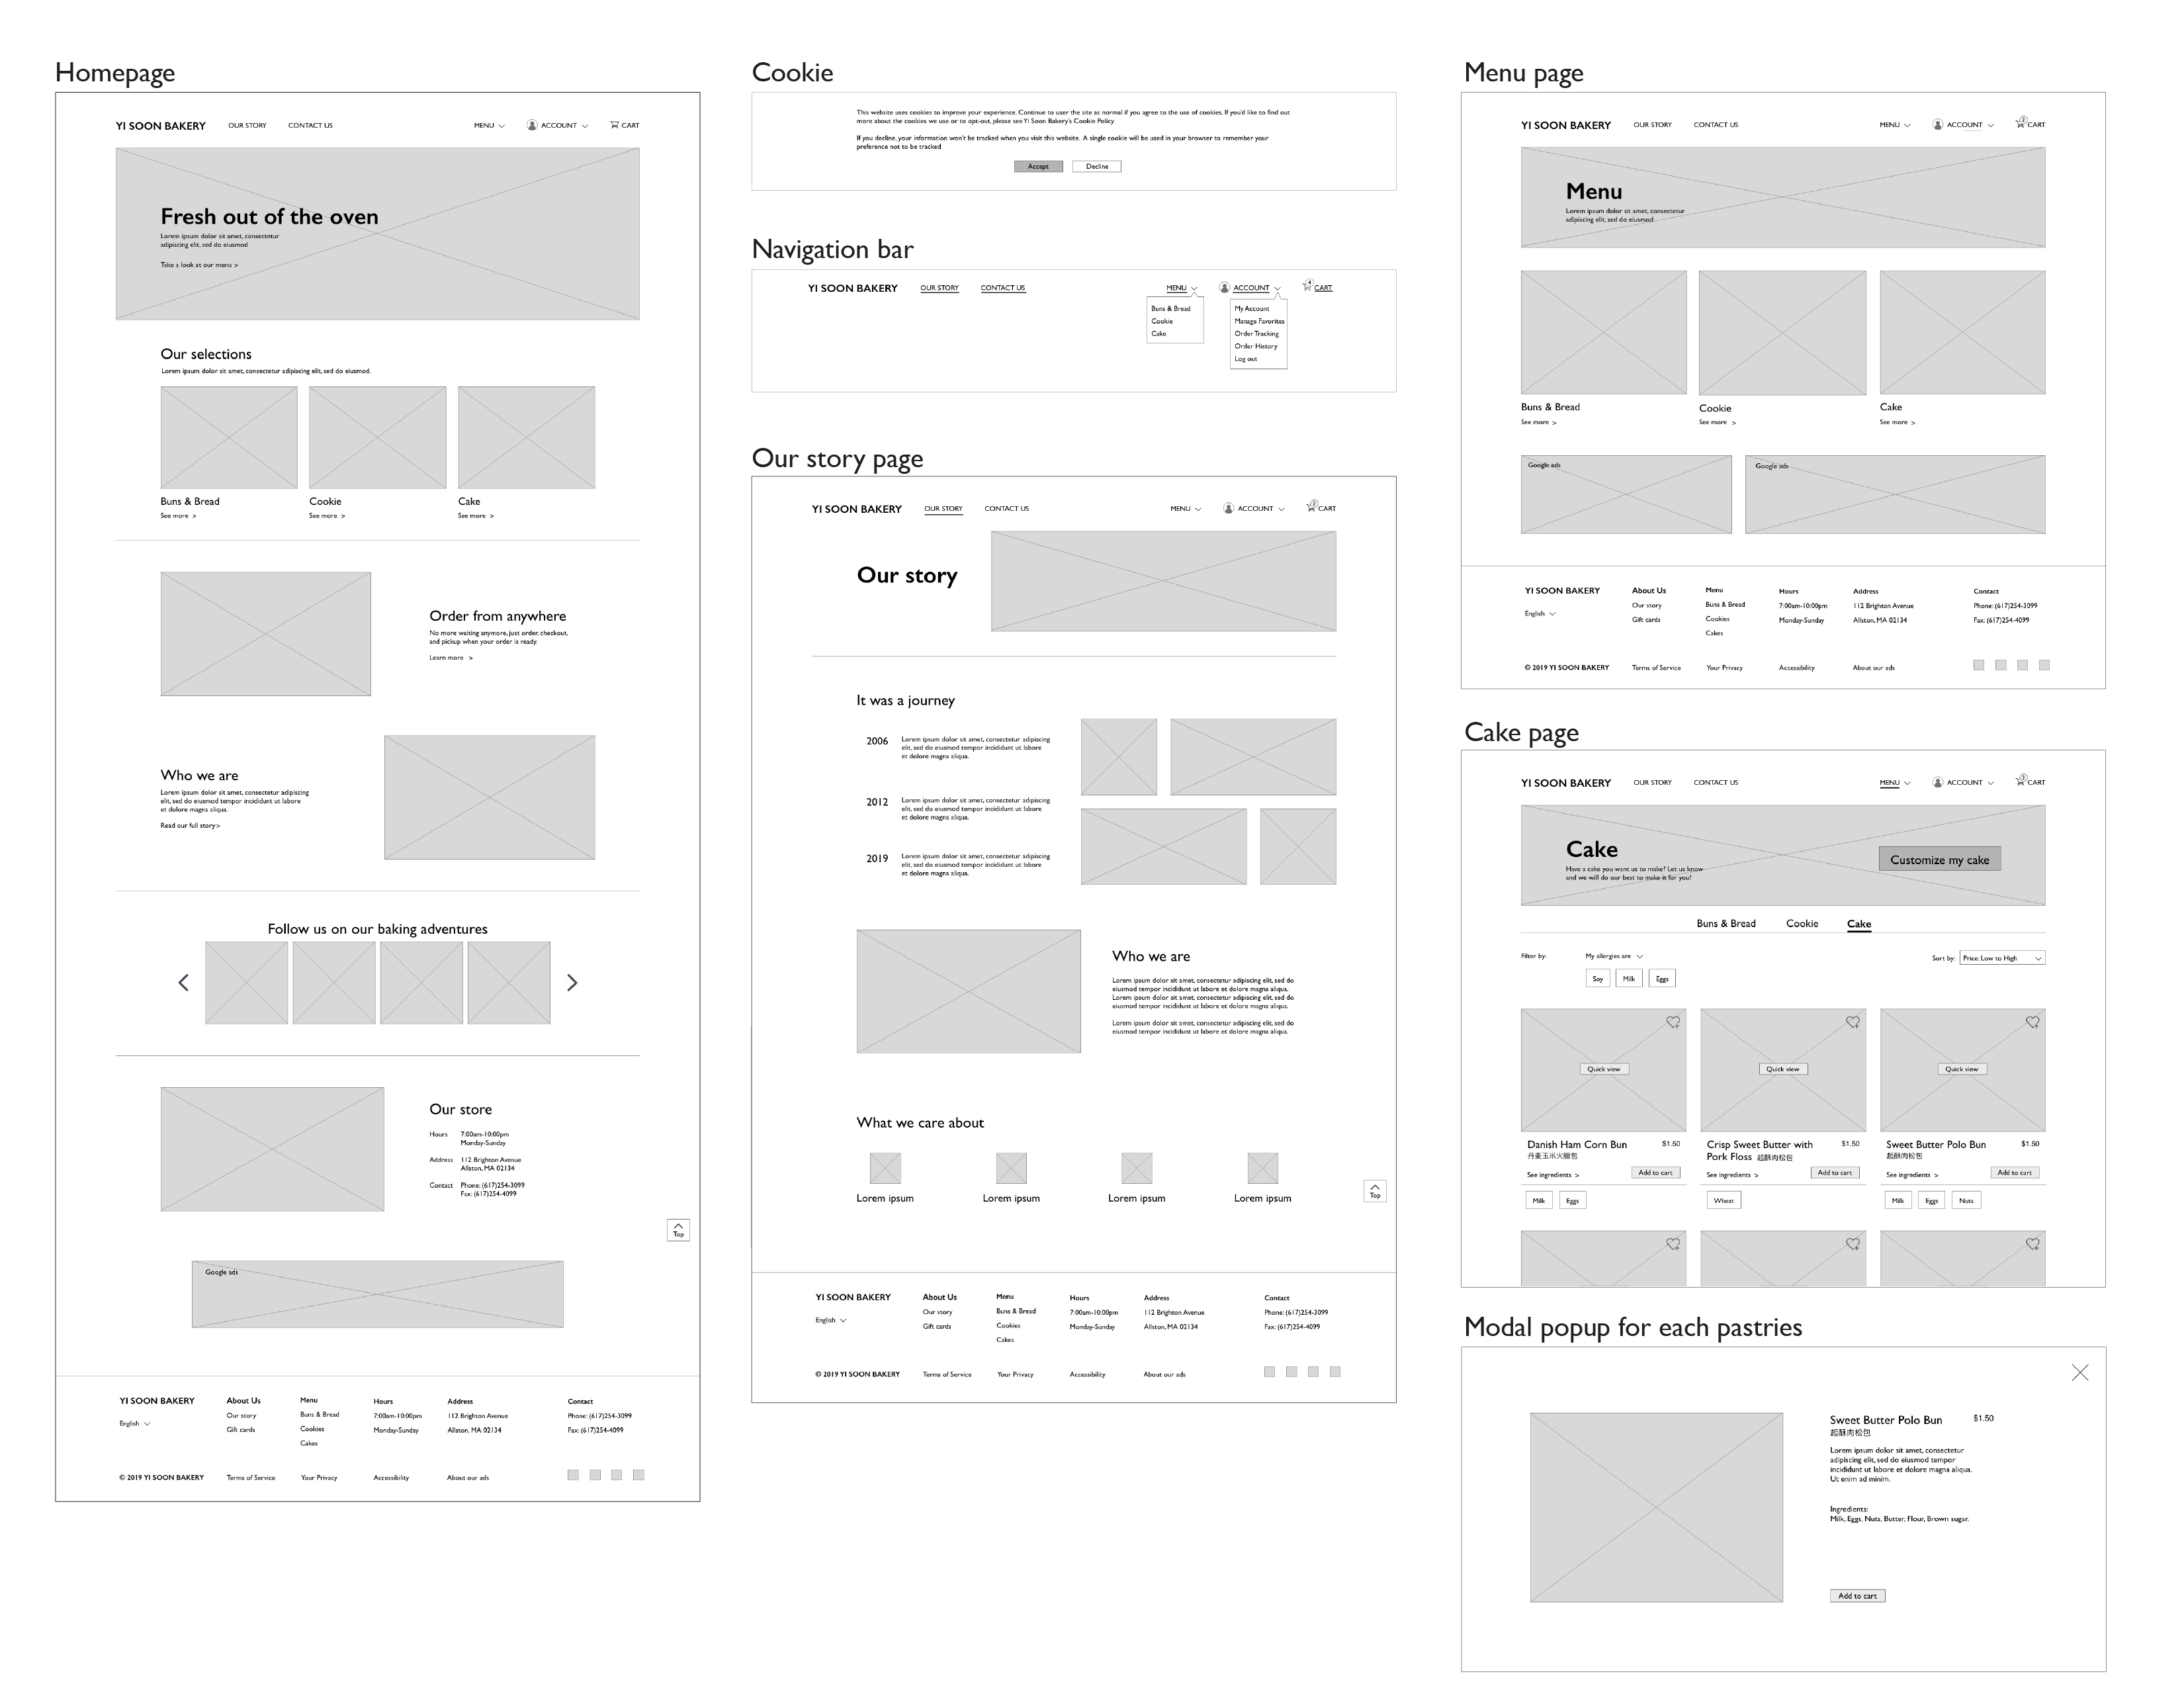 Homepage
YI SOON BAKERY OUR STORY CONTACT US MENU ACCOUNT CART
Fresh out of the oven
Lorem ipsum dolor sit amet, consectetur
adipiscing elit, sed do eiusmod
Take a look at our menu >
Our selections
Lorem ipsum dolor sit amet, consectetur adipiscing elit, sed do eiusmod.
Buns & Bread Cookie Cake
See more > See more > See more >
Order from anywhere
No more waiting anymore, just order, checkout,
and pickup when your order is ready.
Learn more >
Who we are
Lorem ipsum dolor sit amet, consectetur adipiscing
elit, sed do eiusmod tempor incididunt ut labore
et dolore magna aliqua.
Read our full story>
Follow us on our baking adventures
Our store
Hours 7:00am-10:00pm
Monday-Sunday
Address 112 Brighton Avenue
Allston, MA 02134
Contact Phone: (617)254-3099
Fax: (617)254-4099
Top
Google ads
YI SOON BAKERY About Us Menu Hours Address Contact
English Our story Buns & Bread 7:00am-10:00pm 112 Brighton Avenue Phone: (617)254-3099
Gift cards Cookies Monday-Sunday Allston, MA 02134 Fax: (617)254-4099
Cakes
© 2019 YI SOON BAKERY Terms of Service Your Privacy Accessibility About our ads
Cookie
This website uses cookies to improve your experience. Continue to user the site as normal if you agree to the use of cookies. If you'd like to find out
more about the cookies we use or to opt-out, please see Yi Soon Bakery's Cookie Policy.
If you decline, your information won't be tracked when you visit this website. A single cookie will be used in your browser to remember your
preference not to be tracked
Accept Decline
Navigation bar
YI SOON BAKERY OUR STORY CONTACT US MENU ACCOUNT 4 CART
Buns & Bread
Cookie
Cake
My Account
Manage Favorites
Order Tracking
Order History
Log out
Our story page
YI SOON BAKERY OUR STORY CONTACT US MENU ACCOUNT CART
Our story
It was a journey
2006 Lorem ipsum dolor sit amet, consectetur adipiscing
elit, sed do eiusmod tempor incididunt ut labore
et dolore magna aliqua.
2012 Lorem ipsum dolor sit amet, consectetur adipiscing
elit, sed do eiusmod tempor incididunt ut labore
et dolore magna aliqua.
2019 Lorem ipsum dolor sit amet, consectetur adipiscing
elit, sed do eiusmod tempor incididunt ut labore
et dolore magna aliqua.
Who we are
Lorem ipsum dolor sit amet, consectetur adipiscing elit, sed do
eiusmod tempor incididunt ut labore et dolore magna aliqua.
Lorem ipsum dolor sit amet, consectetur adipiscing elit, sed do
eiusmod tempor incididunt ut labore et dolore magna aliqua.
Lorem ipsum dolor sit amet, consectetur adipiscing elit, sed do
eiusmod tempor incididunt ut labore et dolore magna aliqua.
What we care about
Lorem ipsum Lorem ipsum Lorem ipsum Lorem ipsum
Top
YI SOON BAKERY About Us Menu Hours Address Contact
English Our story Buns & Bread 7:00am-10:00pm 112 Brighton Avenue Phone: (617)254-3099
Gift cards Cookies Monday-Sunday Allston, MA 02134 Fax: (617)254-4099
Cakes
© 2019 YI SOON BAKERY Terms of Service Your Privacy Accessibility About our ads
Menu page
YI SOON BAKERY OUR STORY CONTACT US MENU ACCOUNT CART
Menu
Lorem ipsum dolor sit amet, consectetur
adipiscing elit, sed do eiusmod
Buns & Bread Cookie Cake
See more > See more > See more >
Google ads Google ads
YI SOON BAKERY About Us Menu Hours Address Contact
English Our story Buns & Bread 7:00am-10:00pm 112 Brighton Avenue Phone: (617)254-3099
Gift cards Cookies Monday-Sunday Allston, MA 02134 Fax: (617)254-4099
Cakes
© 2019 YI SOON BAKERY Terms of Service Your Privacy Accessibility About our ads
Cake page
YI SOON BAKERY OUR STORY CONTACT US MENU ACCOUNT CART
Cake
Have a cake you want us to make? Let us know
and we will do our best to make it for you!
Customize my cake
Buns & Bread Cookie Cake
Filter by: My allergies are Sort by: Price: Low to High
Soy Milk Eggs
Quick view Quick view Quick view
Danish Ham Corn Bun $1.50
丹麦玉米火腿包
See ingredients > Add to cart
Milk Eggs
Crisp Sweet Butter with $1.50
Pork Floss 起酥肉松包
See ingredients > Add to cart
Wheat
Sweet Butter Polo Bun $1.50
起酥肉松包
See ingredients > Add to cart
Milk Eggs Nuts
Modal popup for each pastries
Sweet Butter Polo Bun $1.50
起酥肉松包
Lorem ipsum dolor sit amet, consectetur
adipiscing elit, sed do eiusmod tempor
incididunt ut labore et dolore magna aliqua.
Ut enim ad minim.
Ingredients:
Milk, Eggs, Nuts, Butter, Flour, Brown sugar.
Add to cart